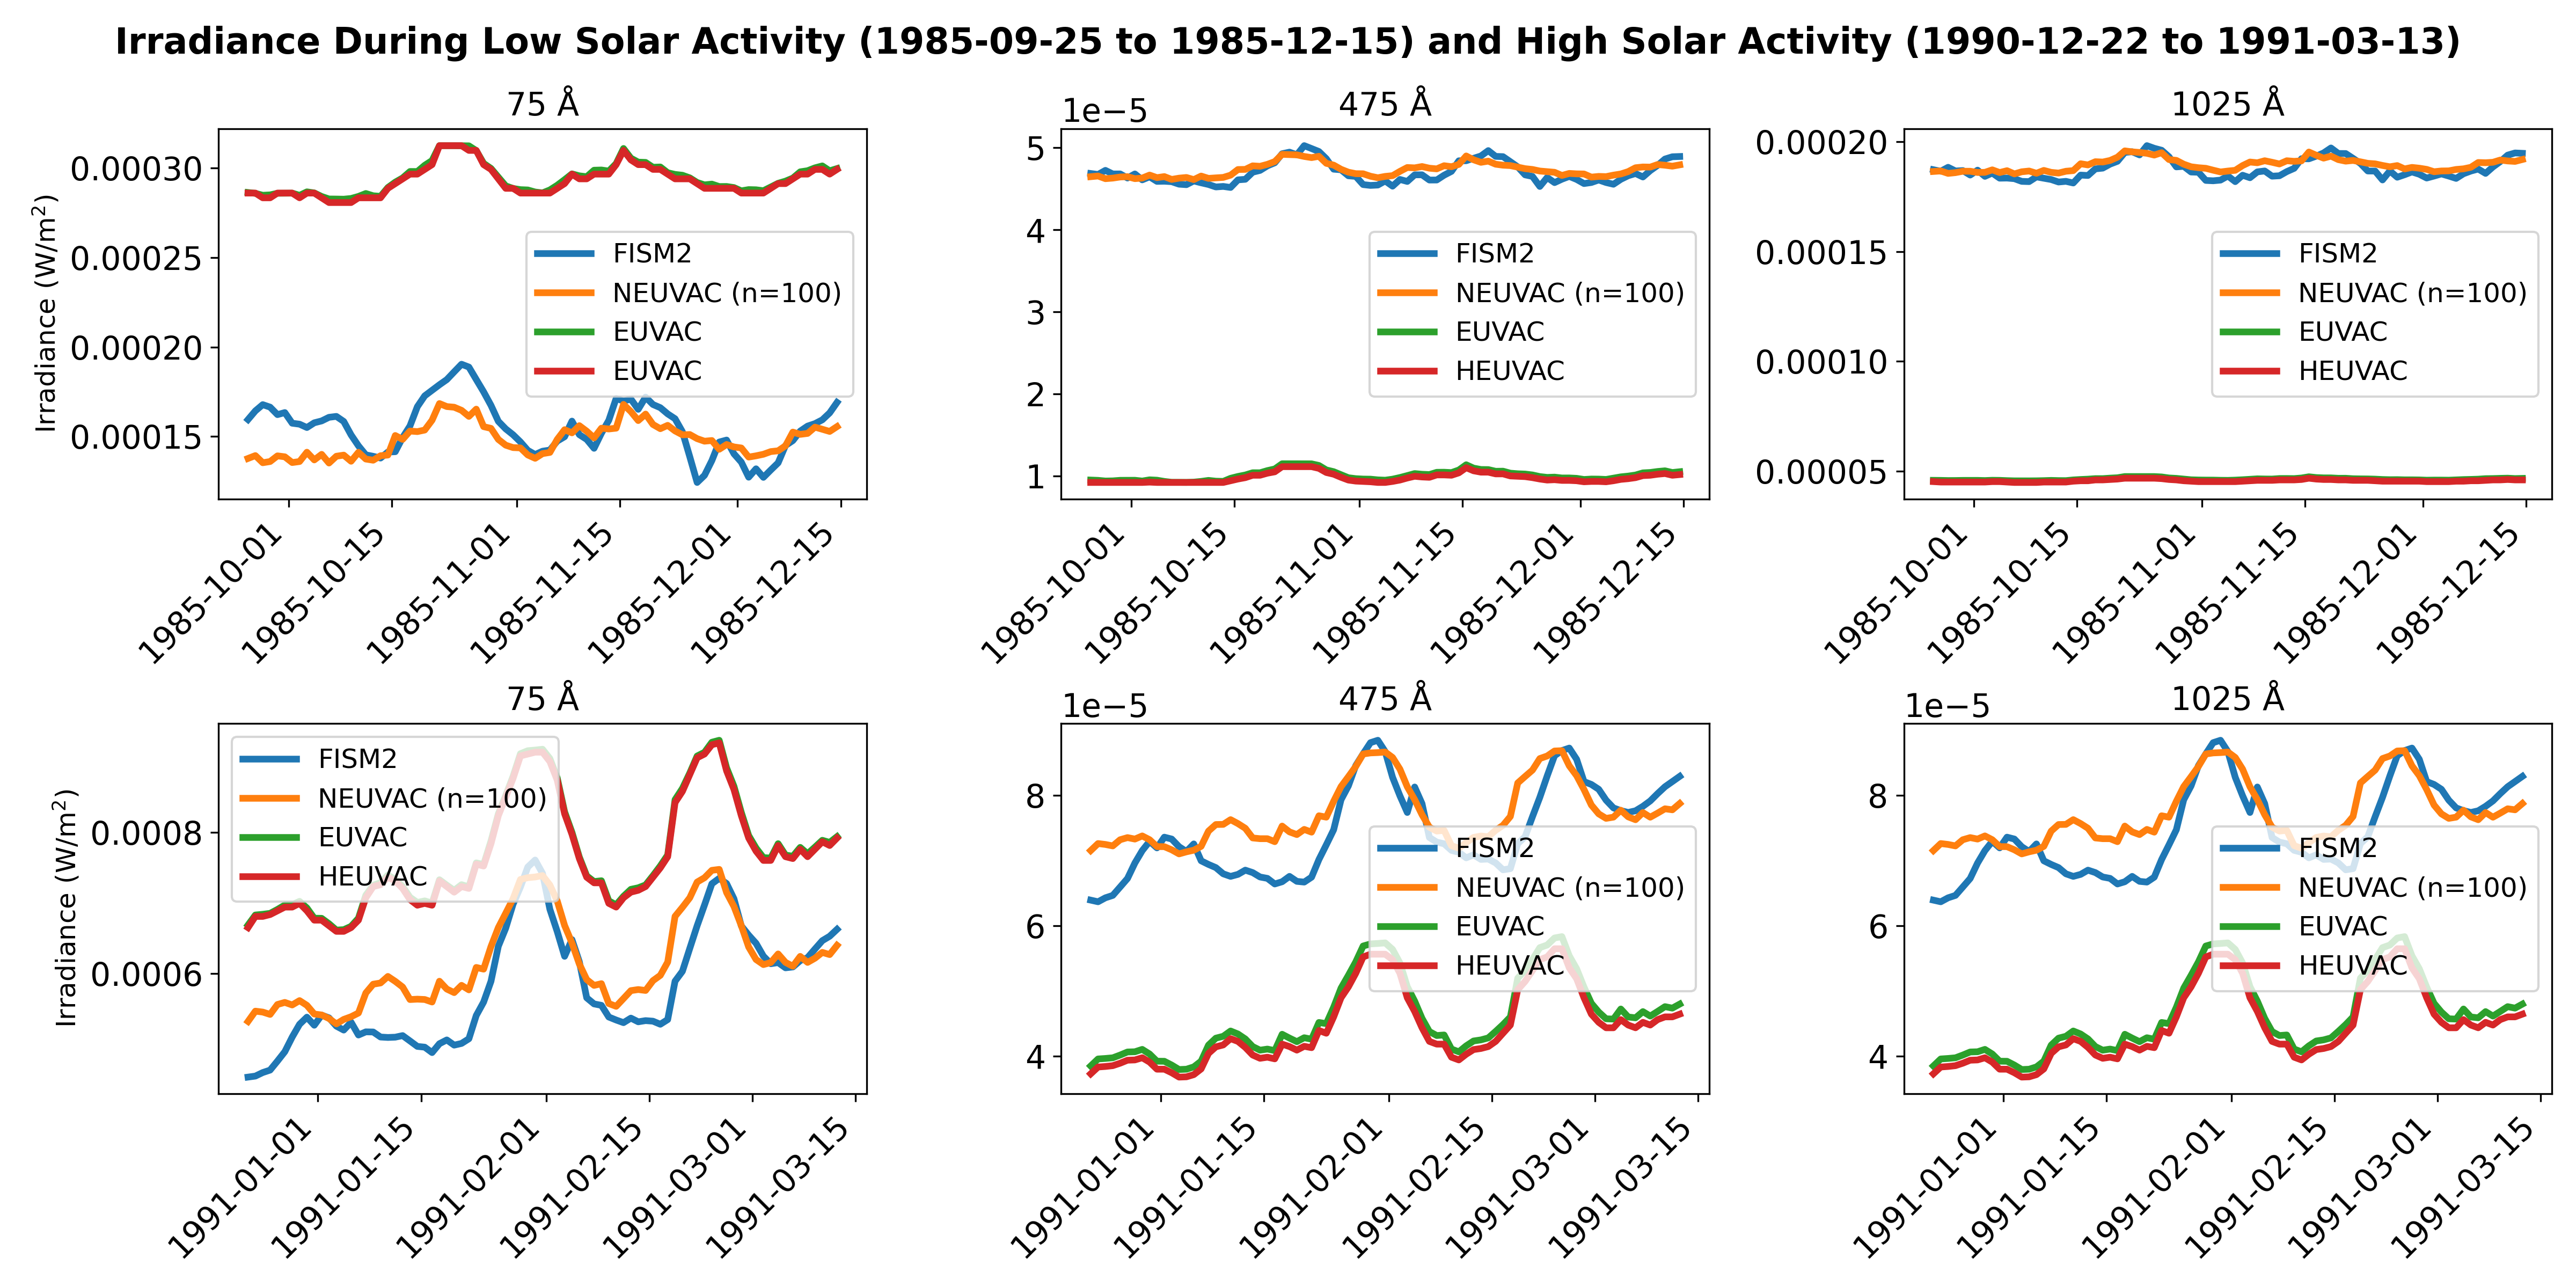 Irradiance During Low Solar Activity (1985-09-25 to 1985-12-15) and High Solar Activity (1990-12-22 to 1991-03-13)
75 Å
Irradiance (W/m²)
0.00030
0.00025
0.00020
0.00015
FISM2
NEUVAC (n=100)
EUVAC
EUVAC
1985-10-01
1985-10-15
1985-11-01
1985-11-15
1985-12-01
1985-12-15
475 Å
1e−5
5
4
3
2
1
FISM2
NEUVAC (n=100)
EUVAC
HEUVAC
1985-10-01
1985-10-15
1985-11-01
1985-11-15
1985-12-01
1985-12-15
1025 Å
0.00020
0.00015
0.00010
0.00005
FISM2
NEUVAC (n=100)
EUVAC
HEUVAC
1985-10-01
1985-10-15
1985-11-01
1985-11-15
1985-12-01
1985-12-15
75 Å
Irradiance (W/m²)
0.0008
0.0006
FISM2
NEUVAC (n=100)
EUVAC
HEUVAC
1991-01-01
1991-01-15
1991-02-01
1991-02-15
1991-03-01
1991-03-15
475 Å
1e−5
8
6
4
FISM2
NEUVAC (n=100)
EUVAC
HEUVAC
1991-01-01
1991-01-15
1991-02-01
1991-02-15
1991-03-01
1991-03-15
1025 Å
1e−5
8
6
4
FISM2
NEUVAC (n=100)
EUVAC
HEUVAC
1991-01-01
1991-01-15
1991-02-01
1991-02-15
1991-03-01
1991-03-15